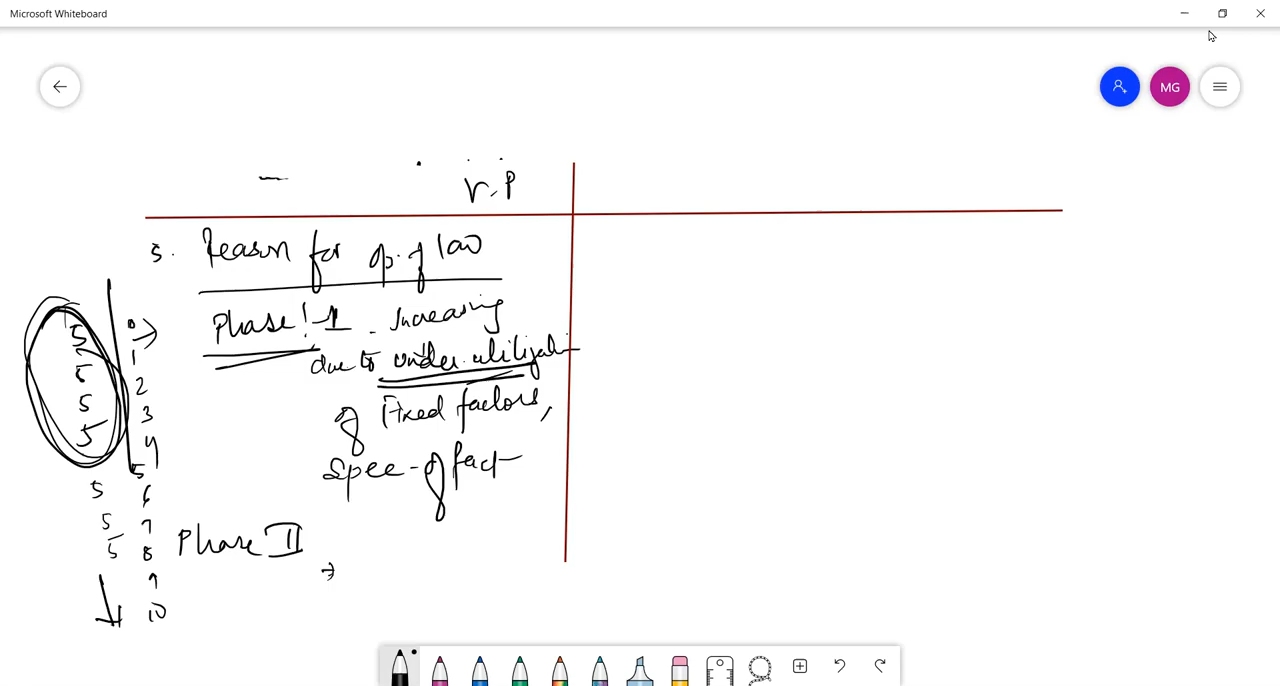 Microsoft Whiteboard
MG
V.P
3. Reason for op. of law
Phase! - I - Increasing
due to under utilization
of Fixed factors,
Spec- of fact
Phase II
5
5
5
5
5
5
5
0
1
2
3
4
5
6
7
8
9
10